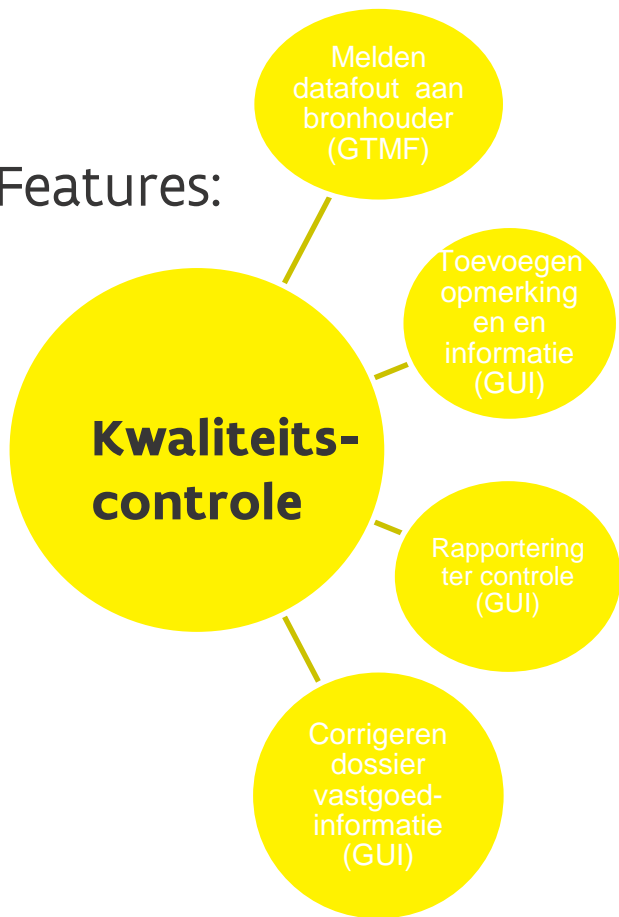 Features:
Melden
datafout aan
bronhouder
(GTMF)
Toevoegen
opmerking
en en
informatie
(GUI)
Kwaliteits-
controle
Rapportering
ter controle
(GUI)
Corrigeren
dossier
vastgoed-
informatie
(GUI)